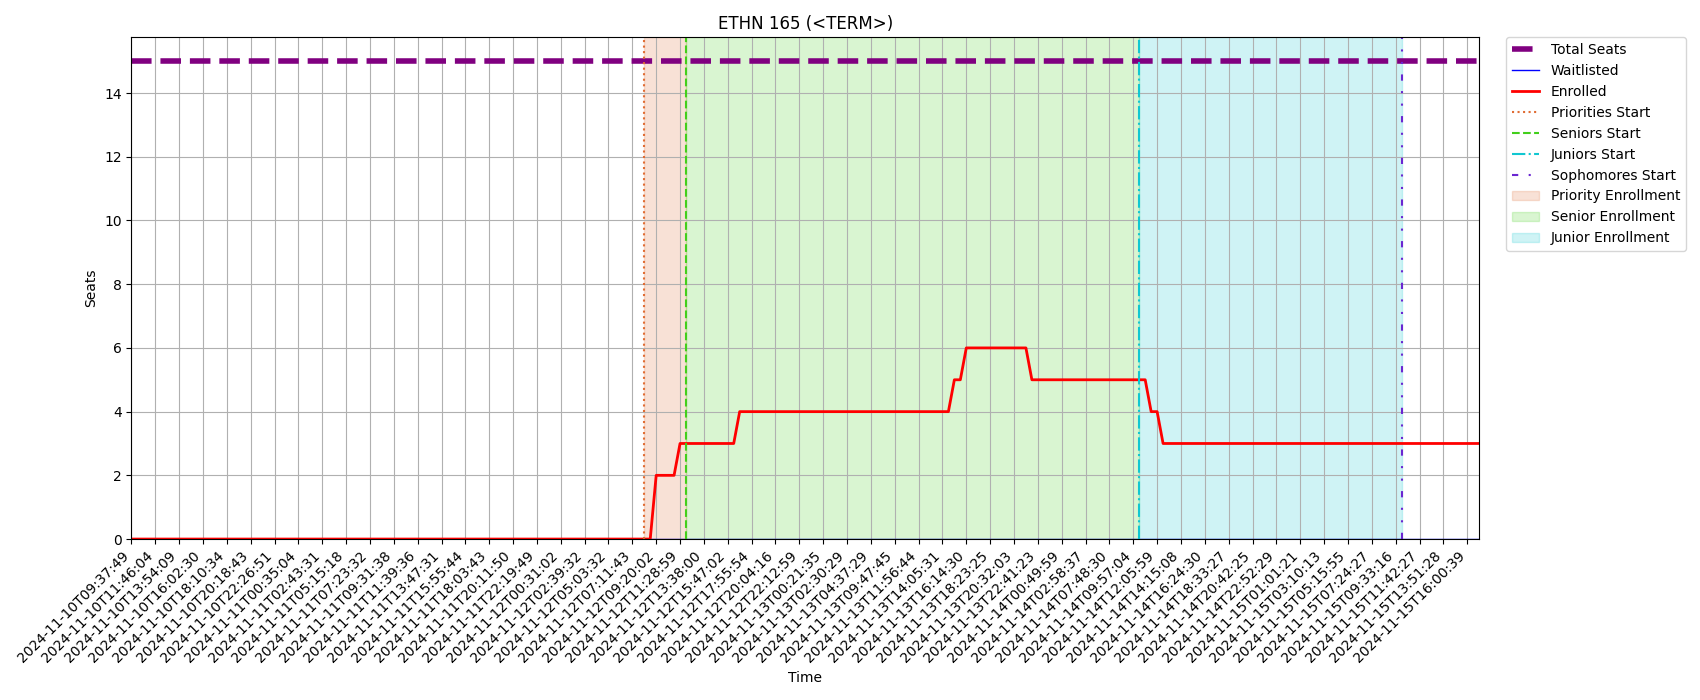 ETHN 165 (<TERM>)
Total Seats
Waitlisted
Enrolled
Priorities Start
Seniors Start
Juniors Start
Sophomores Start
Priority Enrollment
Senior Enrollment
Junior Enrollment
Seats
14
12
10
8
6
4
2
0
2024-11-10T09:37:49
2024-11-10T11:46:04
2024-11-10T13:54:09
2024-11-10T16:02:30
2024-11-10T18:10:34
2024-11-10T20:18:43
2024-11-10T22:26:51
2024-11-11T00:35:04
2024-11-11T02:43:31
2024-11-11T05:15:18
2024-11-11T07:23:32
2024-11-11T09:31:38
2024-11-11T11:39:36
2024-11-11T13:47:31
2024-11-11T15:55:44
2024-11-11T18:03:43
2024-11-11T20:11:50
2024-11-11T22:19:49
2024-11-12T00:31:02
2024-11-12T02:39:32
2024-11-12T05:03:32
2024-11-12T07:11:43
2024-11-12T09:20:02
2024-11-12T11:28:59
2024-11-12T13:38:00
2024-11-12T15:47:02
2024-11-12T17:55:54
2024-11-12T20:04:16
2024-11-12T22:12:59
2024-11-13T00:21:35
2024-11-13T02:30:29
2024-11-13T04:37:29
2024-11-13T09:47:45
2024-11-13T11:56:44
2024-11-13T14:05:31
2024-11-13T16:14:30
2024-11-13T18:23:25
2024-11-13T20:32:03
2024-11-13T22:41:23
2024-11-14T00:49:59
2024-11-14T02:58:37
2024-11-14T07:48:30
2024-11-14T09:57:04
2024-11-14T12:05:59
2024-11-14T14:15:08
2024-11-14T16:24:30
2024-11-14T18:33:27
2024-11-14T20:42:25
2024-11-14T22:52:29
2024-11-15T01:01:21
2024-11-15T03:10:13
2024-11-15T05:15:55
2024-11-15T07:24:27
2024-11-15T09:33:16
2024-11-15T11:42:27
2024-11-15T13:51:28
2024-11-15T16:00:39
Time